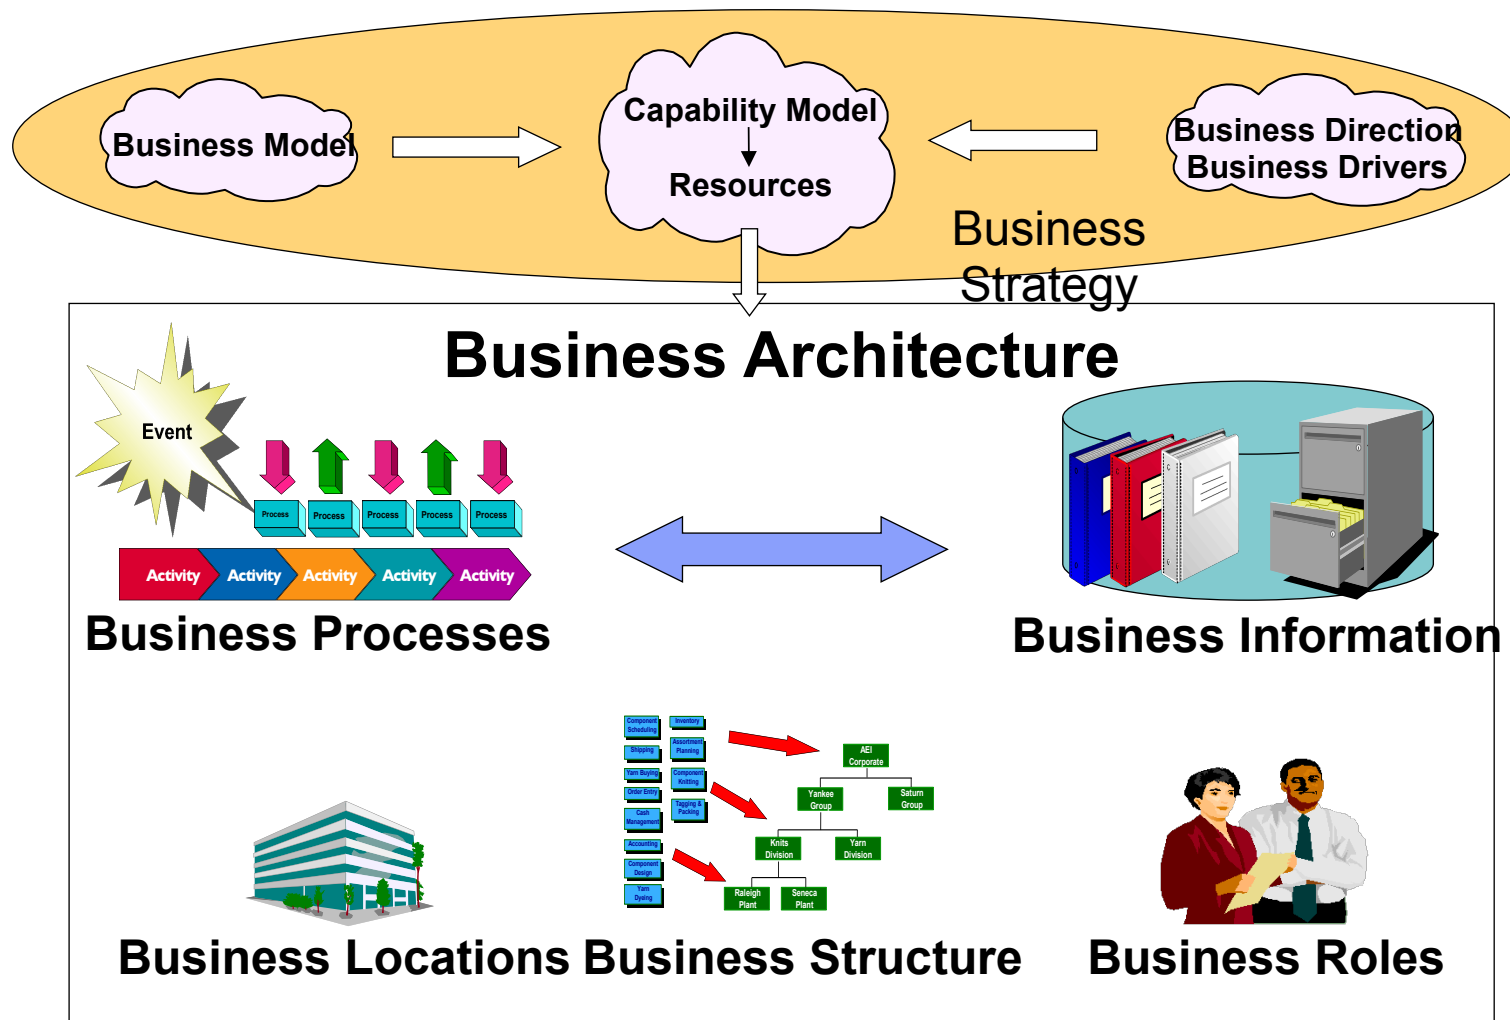 Business Model
Capability Model
Resources
Business Direction
Business Drivers
Business
Strategy
Business Architecture
Event
Process
Process
Process
Process
Process
Activity
Activity
Activity
Activity
Activity
Business Processes
Business Information
Component
Scheduling
Inventory
Shipping
Assortment
Planning
Yarn Buying
Component
Knitting
Order Entry
Cash
Management
Tagging &
Packing
Accounting
Component
Design
Yarn
Dysing
AEI
Corporate
Yankee
Group
Saturn
Group
Knits
Division
Yarn
Division
Raleigh
Plant
Seneca
Plant
Business Locations
Business Structure
Business Roles